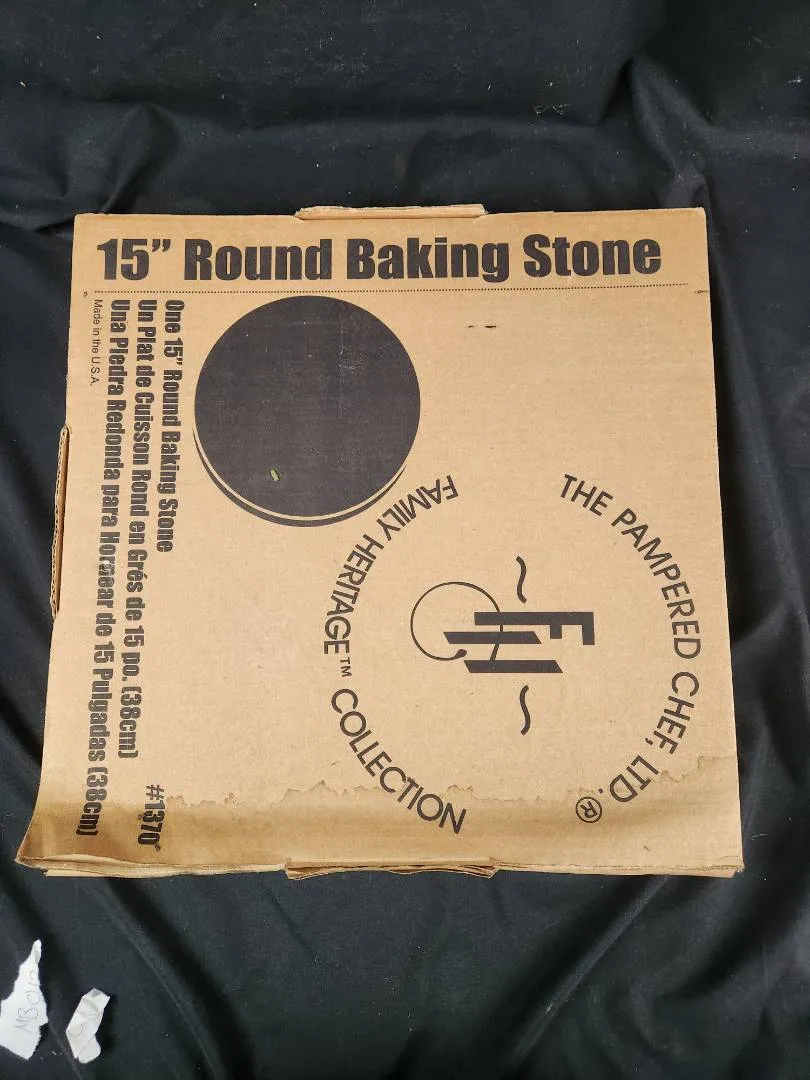 15” Round Baking Stone
One 15” Round Baking Stone
Un Plat de Cuisson Rond en Grés de 15 po. (38cm)
Una Piedra Redonda para Hornear de 15 Pulgadas (38cm)
#1370
Made in the U.S.A.
THE PAMPERED CHEF, LTD.®
FAMILY HERITAGE™ COLLECTION